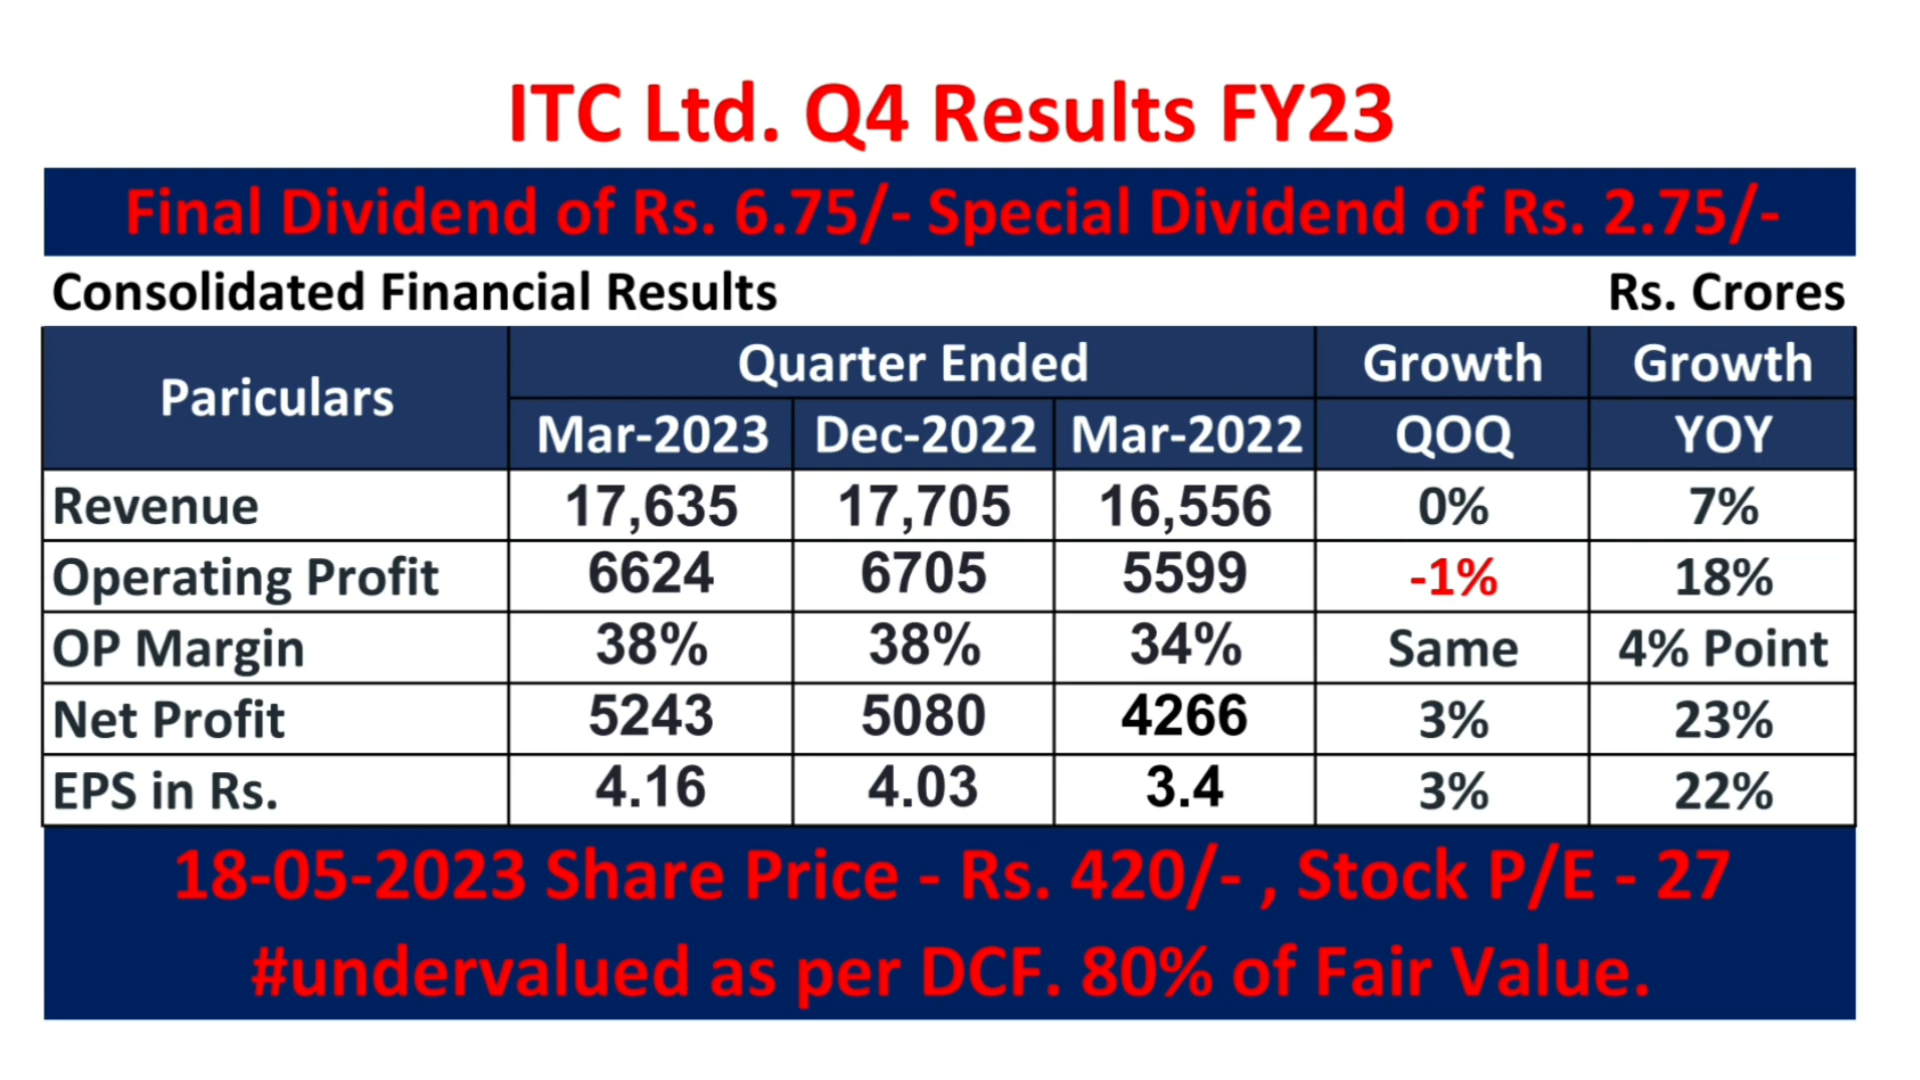 ITC Ltd. Q4 Results FY23
Final Dividend of Rs. 6.75/- Special Dividend of Rs. 2.75/-
Consolidated Financial Results Rs. Crores
Pariculars Quarter Ended Growth Growth
Mar-2023 Dec-2022 Mar-2022 QOQ YOY
Revenue 17,635 17,705 16,556 0% 7%
Operating Profit 6624 6705 5599 -1% 18%
OP Margin 38% 38% 34% Same 4% Point
Net Profit 5243 5080 4266 3% 23%
EPS in Rs. 4.16 4.03 3.4 3% 22%
18-05-2023 Share Price - Rs. 420/- , Stock P/E - 27
#undervalued as per DCF. 80% of Fair Value.